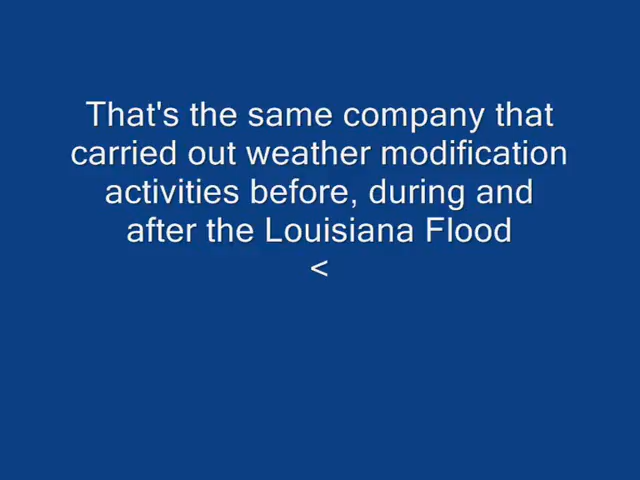 That's the same company that
carried out weather modification
activities before, during and
after the Louisiana Flood
<